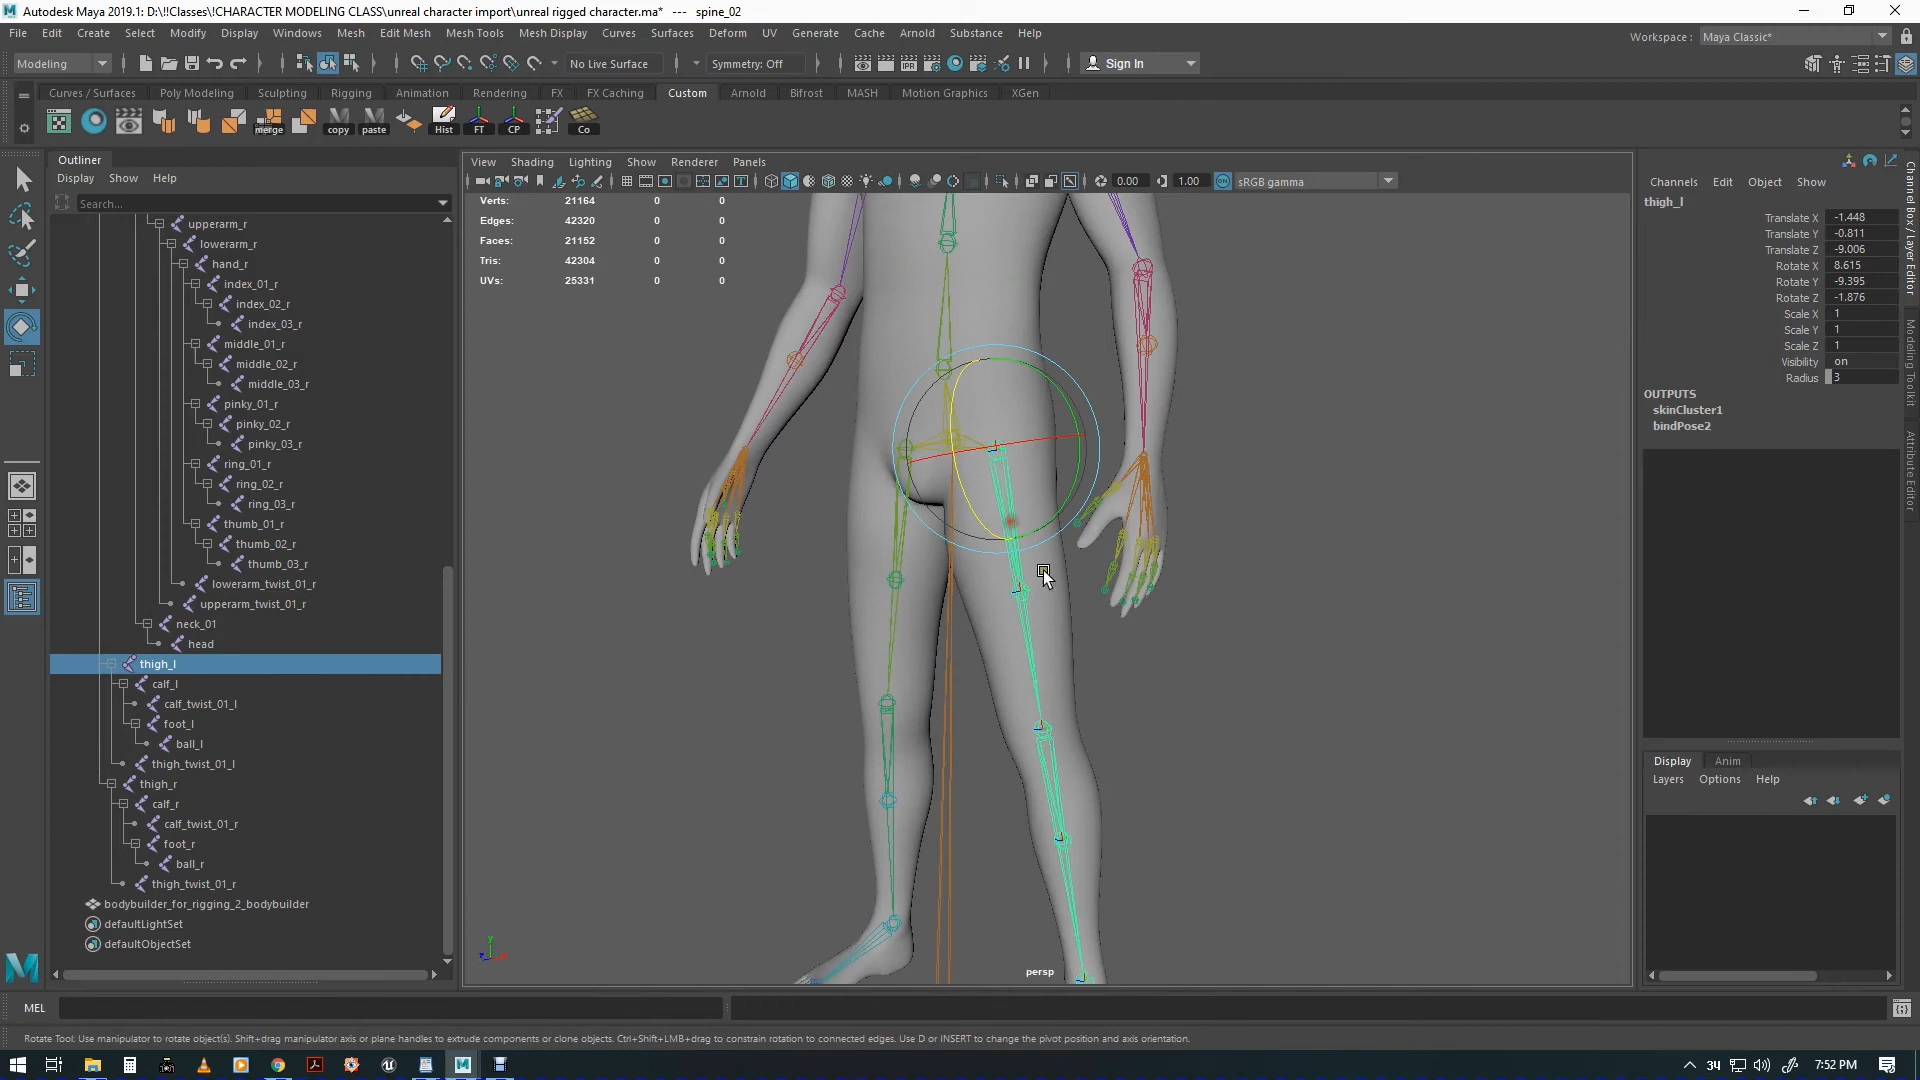 Autodesk Maya 2019.1: D:\!!Classes\!CHARACTER MODELING CLASS\unreal character import\unreal rigged character.ma* --- spine_02
File Edit Create Select Modify Display Windows Mesh Edit Mesh Mesh Tools Mesh Display Curves Surfaces Deform UV Generate Cache Arnold Substance Help
Workspace : Maya Classic*
Modeling
No Live Surface
Symmetry: Off
Sign In
Curves / Surfaces Poly Modeling Sculpting Rigging Animation Rendering FX FX Caching Custom Arnold Bifrost MASH Motion Graphics XGen
merge copy paste Hist FT CP Co
Outliner
Display Show Help
Search...
upperarm_r
lowerarm_r
hand_r
index_01_r
index_02_r
index_03_r
middle_01_r
middle_02_r
middle_03_r
pinky_01_r
pinky_02_r
pinky_03_r
ring_01_r
ring_02_r
ring_03_r
thumb_01_r
thumb_02_r
thumb_03_r
lowerarm_twist_01_r
upperarm_twist_01_r
neck_01
head
thigh_l
calf_l
calf_twist_01_l
foot_l
ball_l
thigh_twist_01_l
thigh_r
calf_r
calf_twist_01_r
foot_r
ball_r
thigh_twist_01_r
bodybuilder_for_rigging_2_bodybuilder
defaultLightSet
defaultObjectSet
View Shading Lighting Show Renderer Panels
0.00 1.00 sRGB gamma
Verts: 21164 0 0
Edges: 42320 0 0
Faces: 21152 0 0
Tris: 42304 0 0
UVs: 25331 0 0
persp
Channels Edit Object Show
thigh_l
Translate X -1.448
Translate Y -0.811
Translate Z -9.006
Rotate X 8.615
Rotate Y -9.395
Rotate Z -1.876
Scale X 1
Scale Y 1
Scale Z 1
Visibility on
Radius 3
OUTPUTS
skinCluster1
bindPose2
Display Anim
Layers Options Help
Channel Box / Layer Editor
Modeling Toolkit
Attribute Editor
MEL
Rotate Tool: Use manipulator to rotate object(s). Shift+drag manipulator axis or plane handles to extrude components or clone objects. Ctrl+Shift+LMB+drag to constrain rotation to connected edges. Use D or INSERT to change the pivot position and axis orientation.
34
7:52 PM